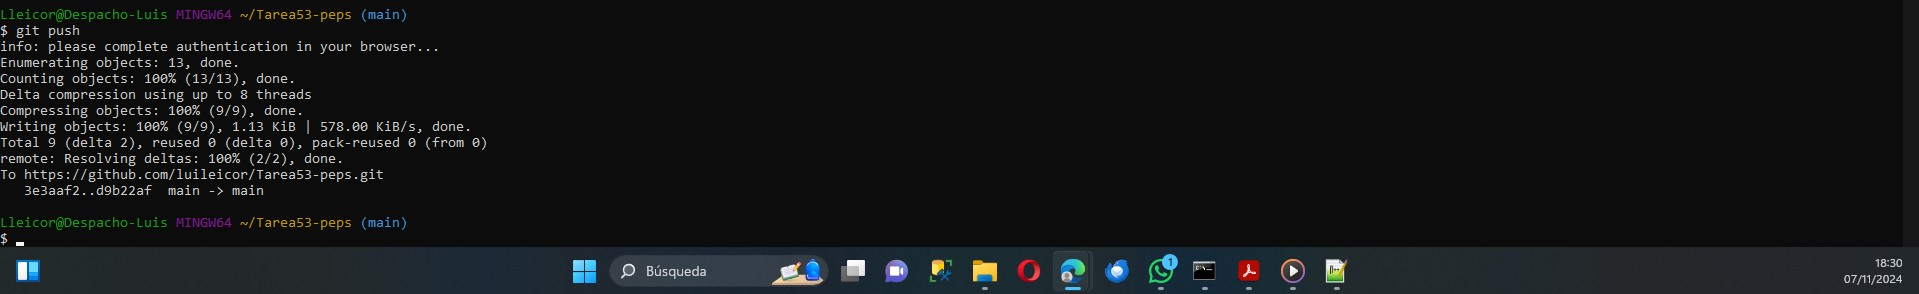 Lleicor@Despacho-Luis MINGW64 ~/Tarea53-peps (main)
$ git push
info: please complete authentication in your browser...
Enumerating objects: 13, done.
Counting objects: 100% (13/13), done.
Delta compression using up to 8 threads
Compressing objects: 100% (9/9), done.
Writing objects: 100% (9/9), 1.13 KiB | 578.00 KiB/s, done.
Total 9 (delta 2), reused 0 (delta 0), pack-reused 0 (from 0)
remote: Resolving deltas: 100% (2/2), done.
To https://github.com/luileicor/Tarea53-peps.git
   3e3aaf2..d9b22af  main -> main
Lleicor@Despacho-Luis MINGW64 ~/Tarea53-peps (main)
$
Búsqueda
1
18:30
07/11/2024